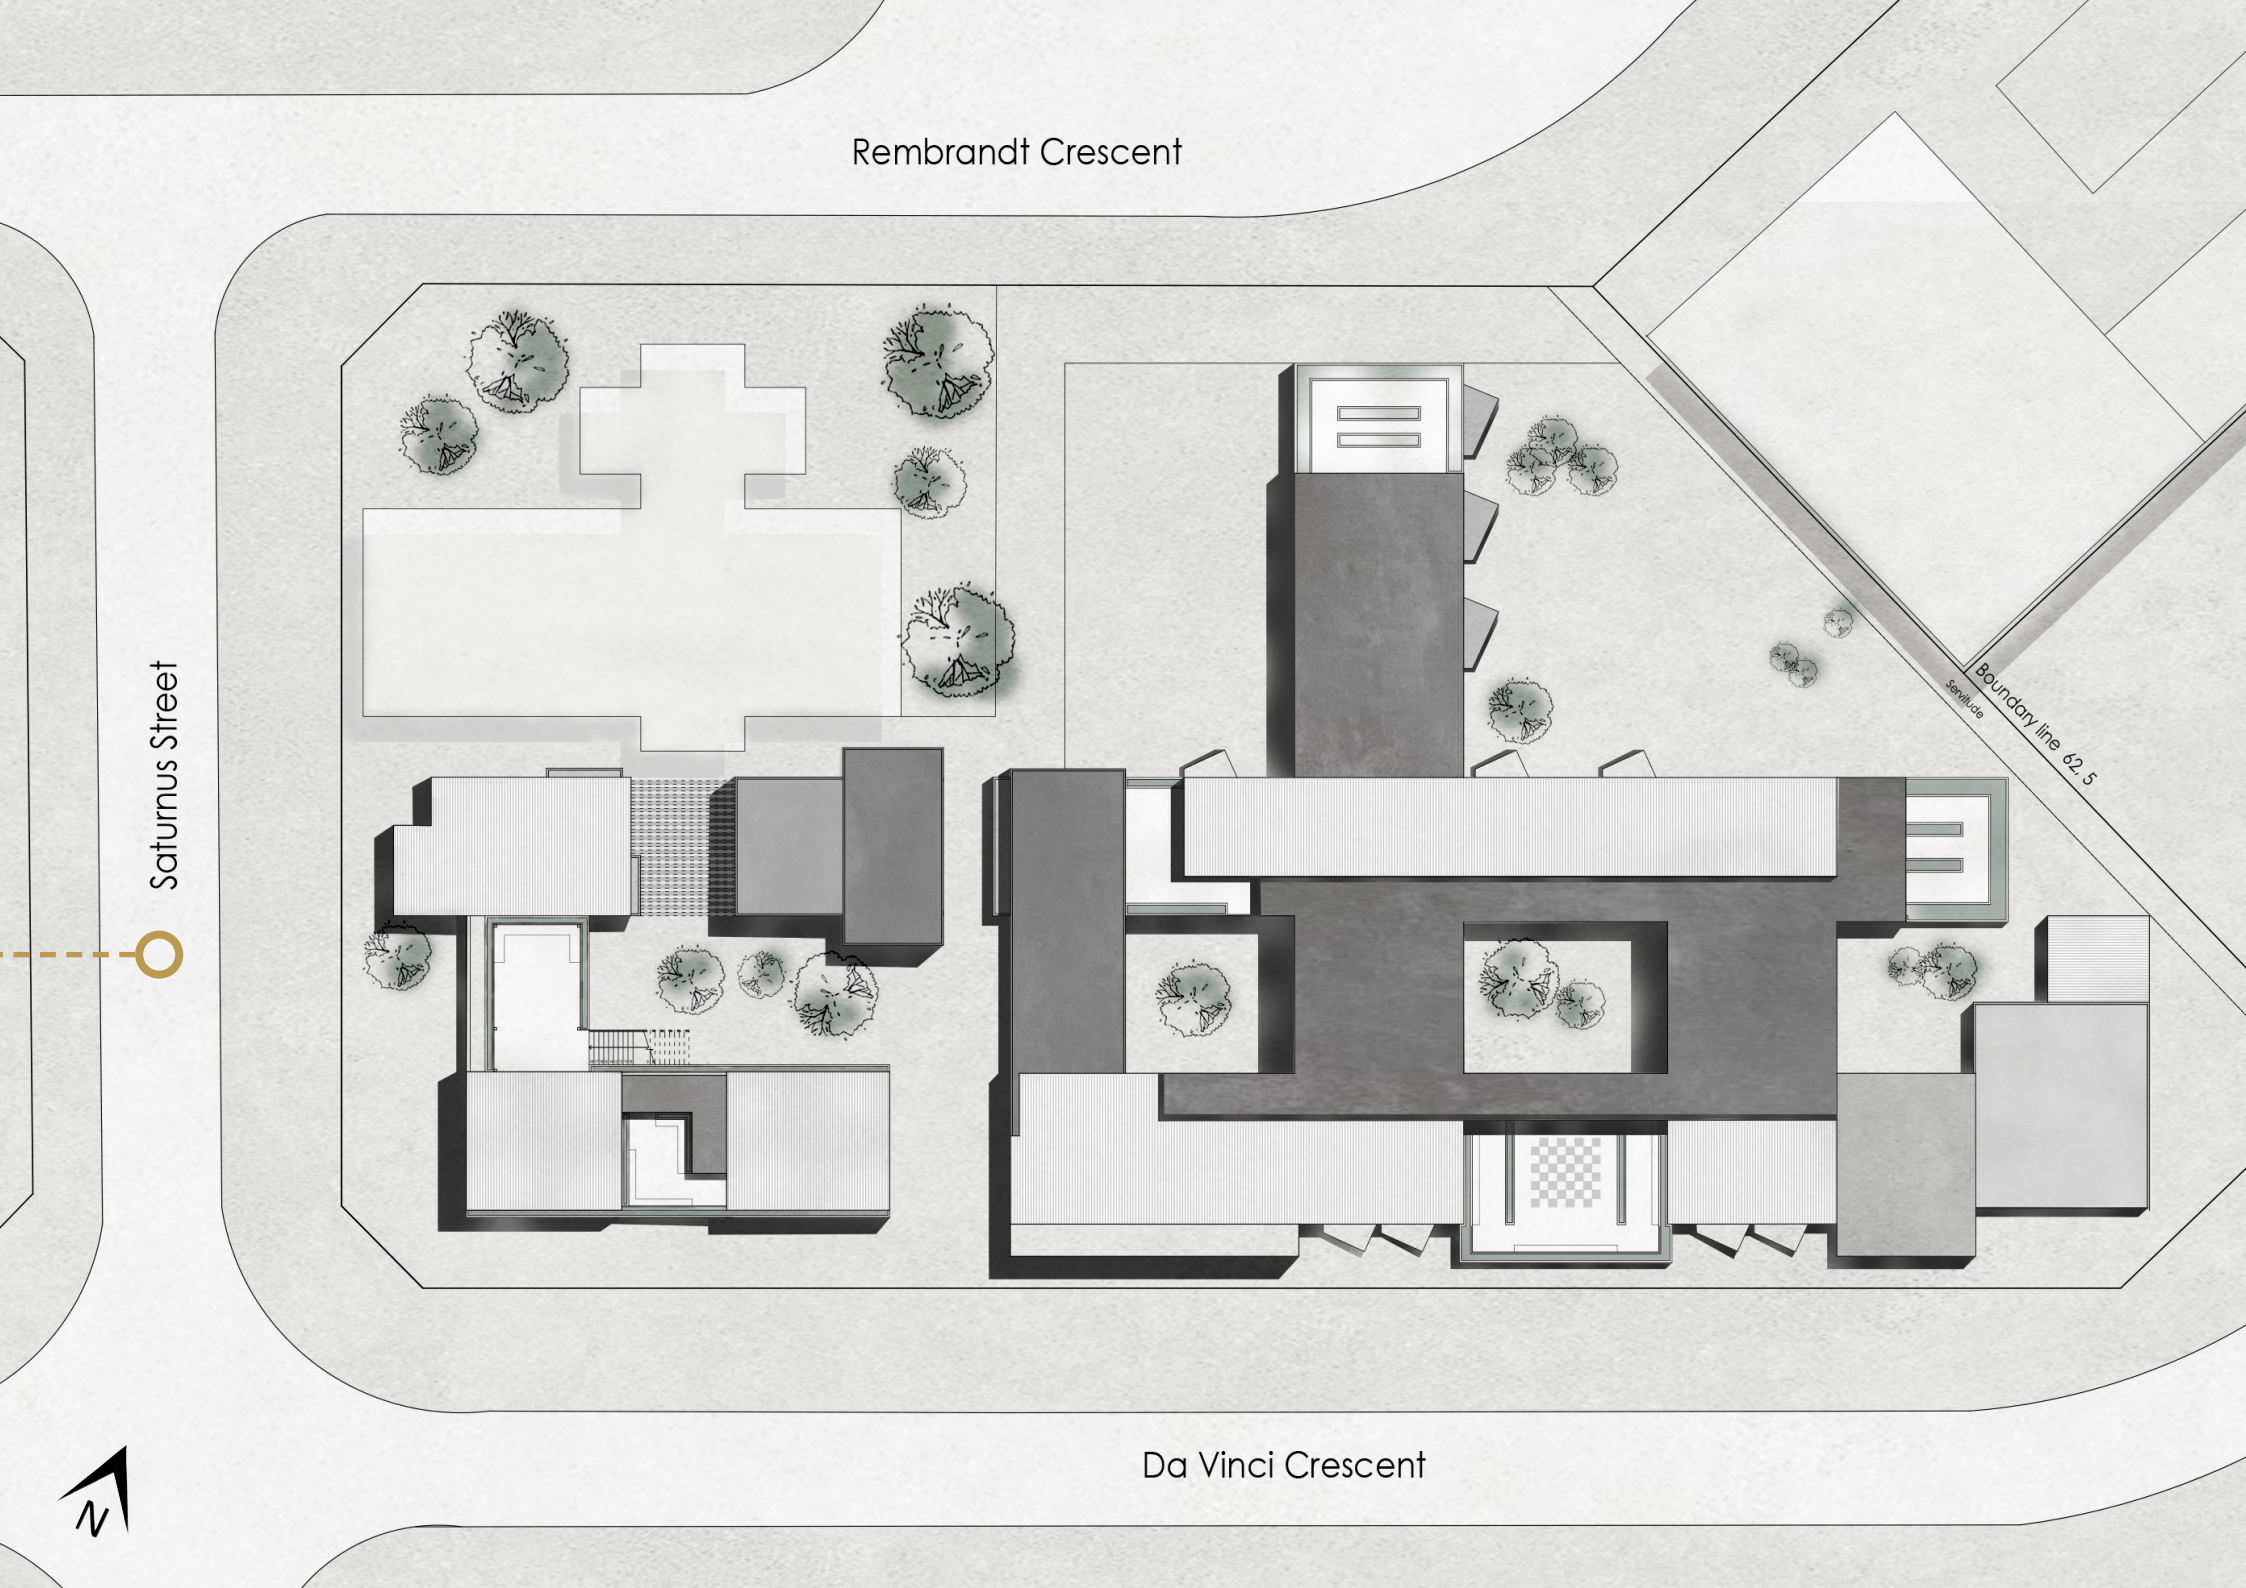 Rembrandt Crescent
Saturnus Street
Servitude
Boundary line 62, 5
Da Vinci Crescent
N